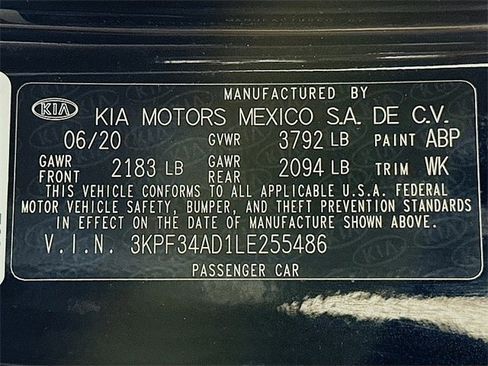 MANUFACTURED BY
KIA KIA MOTORS MEXICO S.A. DE C.V.
06/20 GVWR 3792 LB PAINT ABP
GAWR FRONT 2183 LB GAWR REAR 2094 LB TRIM WK
THIS VEHICLE CONFORMS TO ALL APPLICABLE U.S.A. FEDERAL
MOTOR VEHICLE SAFETY, BUMPER, AND THEFT PREVENTION STANDARDS
IN EFFECT ON THE DATE OF MANUFACTURE SHOWN ABOVE.
V.I.N. 3KPF34AD1LE255486
PASSENGER CAR